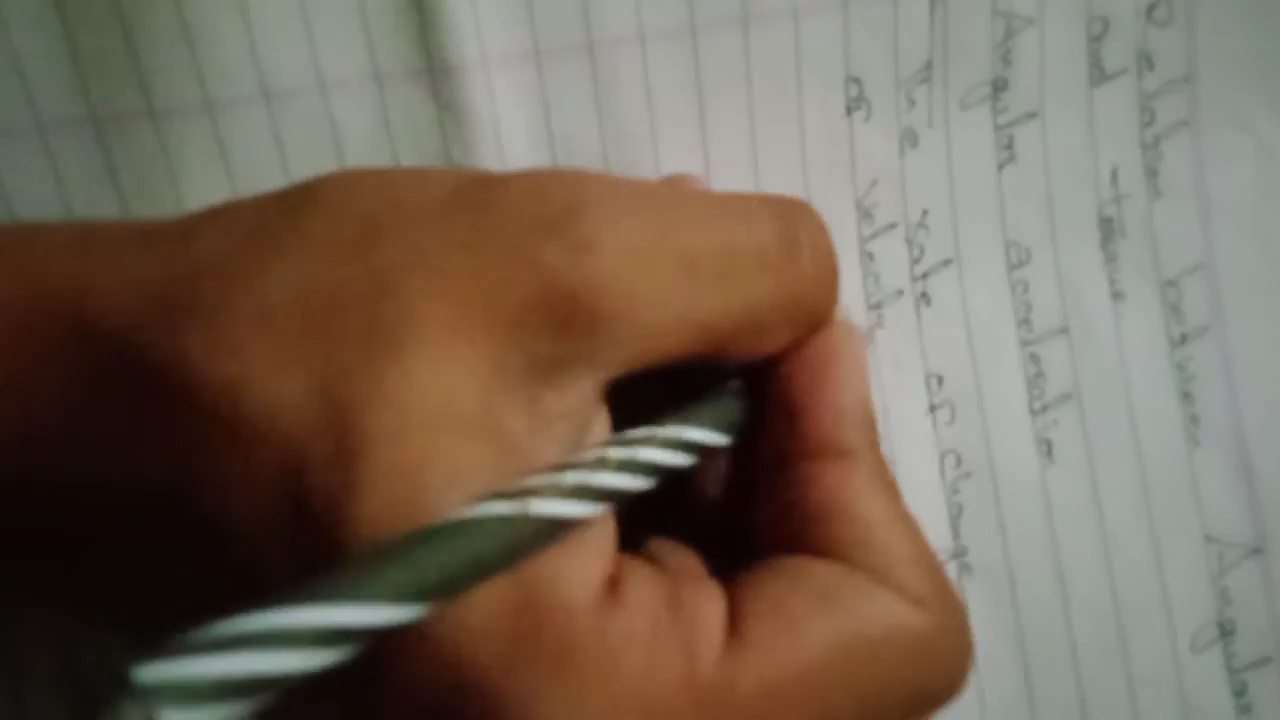 Relation between Angular
and time
Angular acceleration
The rate of change
of velocity